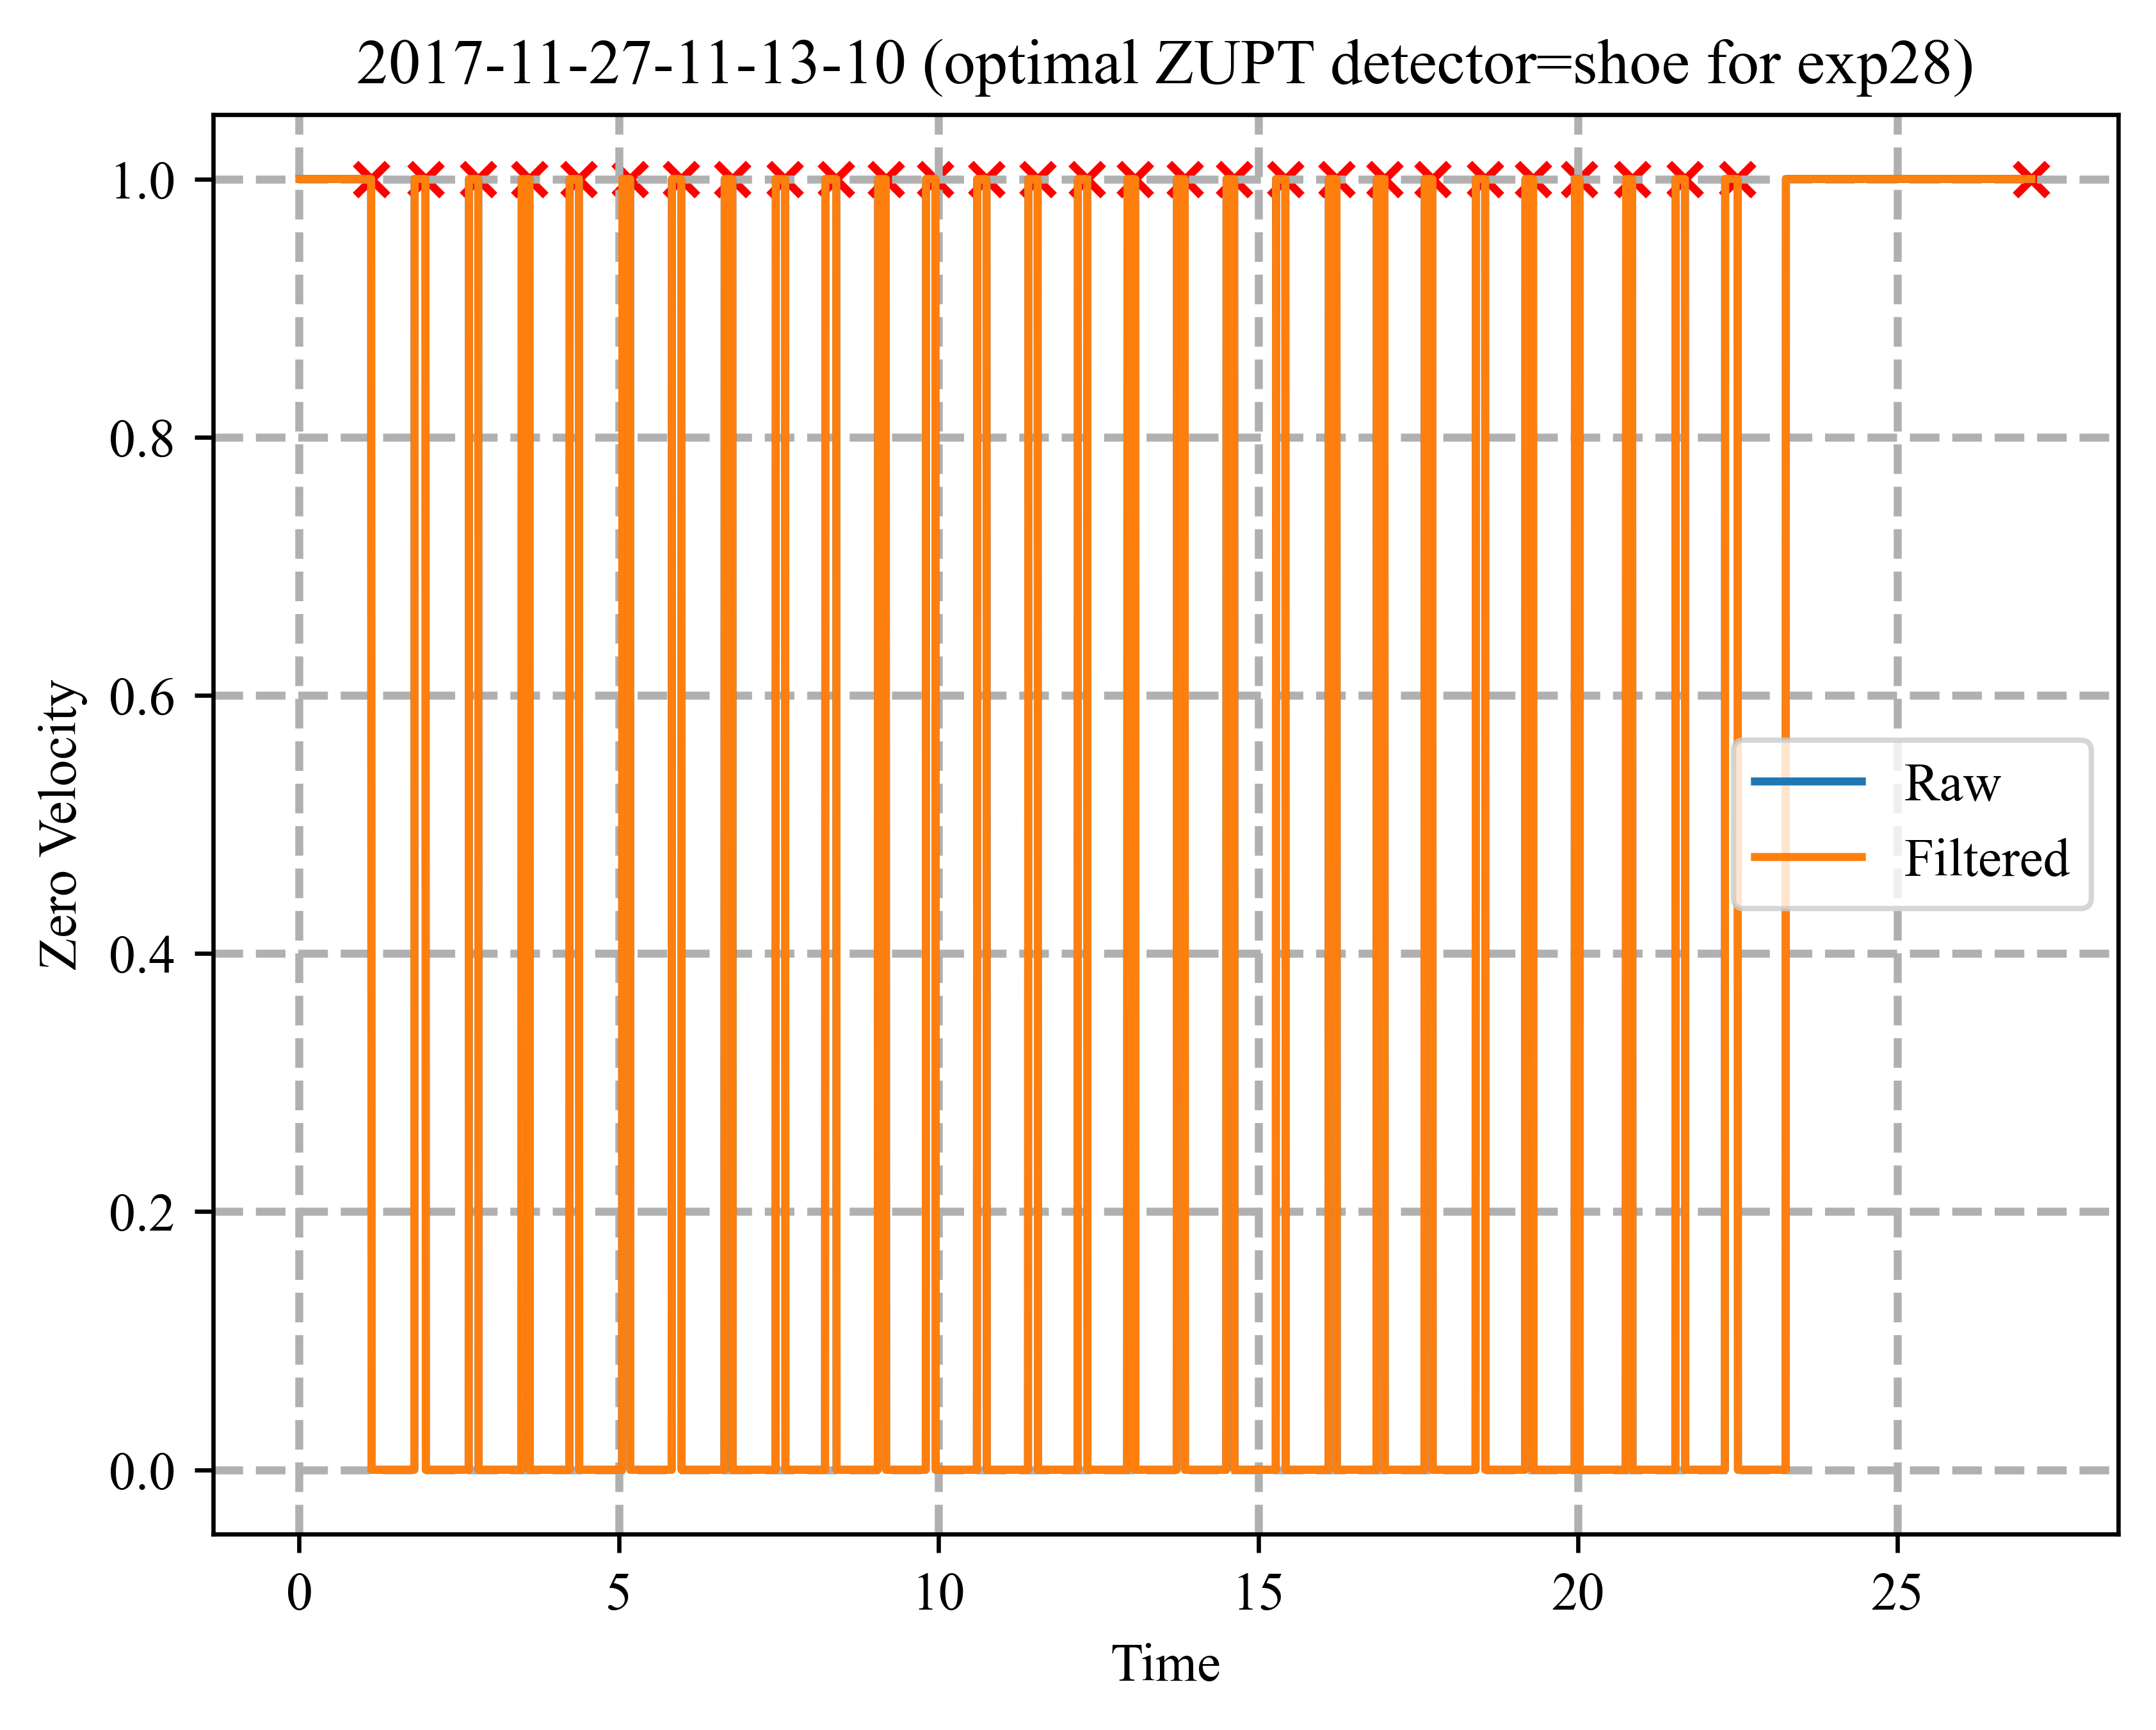 2017-11-27-11-13-10 (optimal ZUPT detector=shoe for exp28)
1.0
0.8
0.6
0.4
0.2
0.0
Zero Velocity
Raw
Filtered
0 5 10 15 20 25
Time